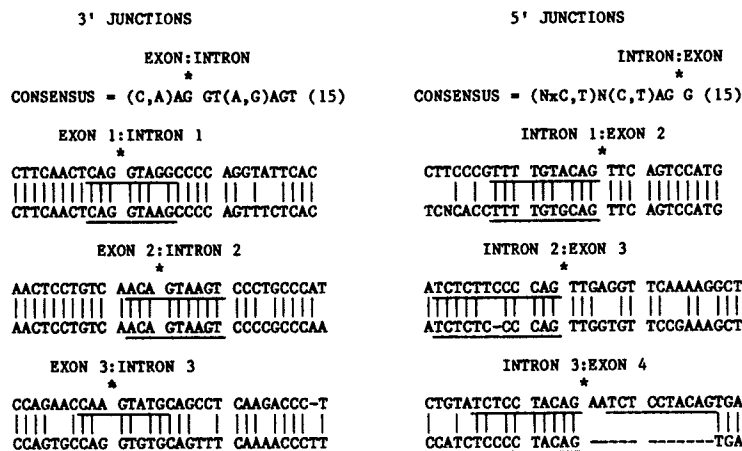 3' JUNCTIONS
EXON:INTRON
*
CONSENSUS = (C,A)AG GT(A,G)AGT (15)
EXON 1:INTRON 1
*
CTTCAACTCAG GTAGGCCCC AGGTATTCAC
CTTCAACTCAG GTAAGCCCC AGTTTCTCAC
EXON 2:INTRON 2
*
AACTCCTGTC AACA GTAAGT CCCTGCCCAT
AACTCCTGTC AACA GTAAGT CCCCGCCCAA
EXON 3:INTRON 3
*
CCAGAACCAA GTATGCAGCCT CAAGACCC-T
CCAGTGCCAG GTGTGCAGTTT CAAAACCCTT
5' JUNCTIONS
INTRON:EXON
*
CONSENSUS = (NxC,T)N(C,T)AG G (15)
INTRON 1:EXON 2
*
CTTCCCGTTT TGTACAG TTC AGTCCATG
TCNCACCTTT TGTGCAG TTC AGTCCATG
INTRON 2:EXON 3
*
ATCTCTTCCC CAG TTGAGGT TCAAAAGGCT
ATCTCTC-CC CAG TTGGTGT TCCGAAAGCT
INTRON 3:EXON 4
*
CTGTATCTCC TACAG AATCT CCTACAGTGA
CCATCTCCCC TACAG ----- -------TGA